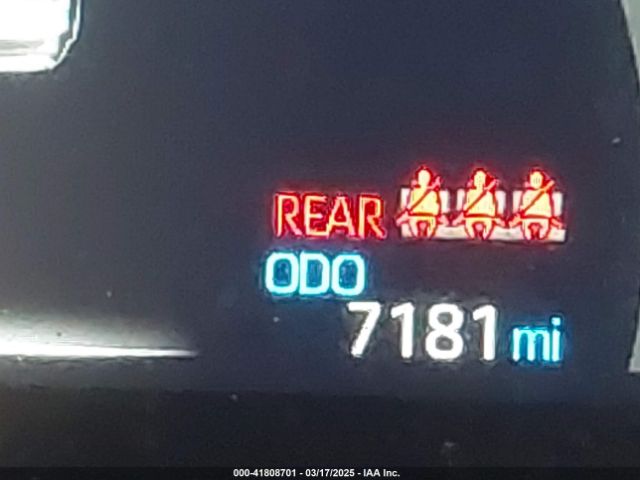 REAR
ODO
7181 mi
000-41808701 - 03/17/2025 - IAA Inc.